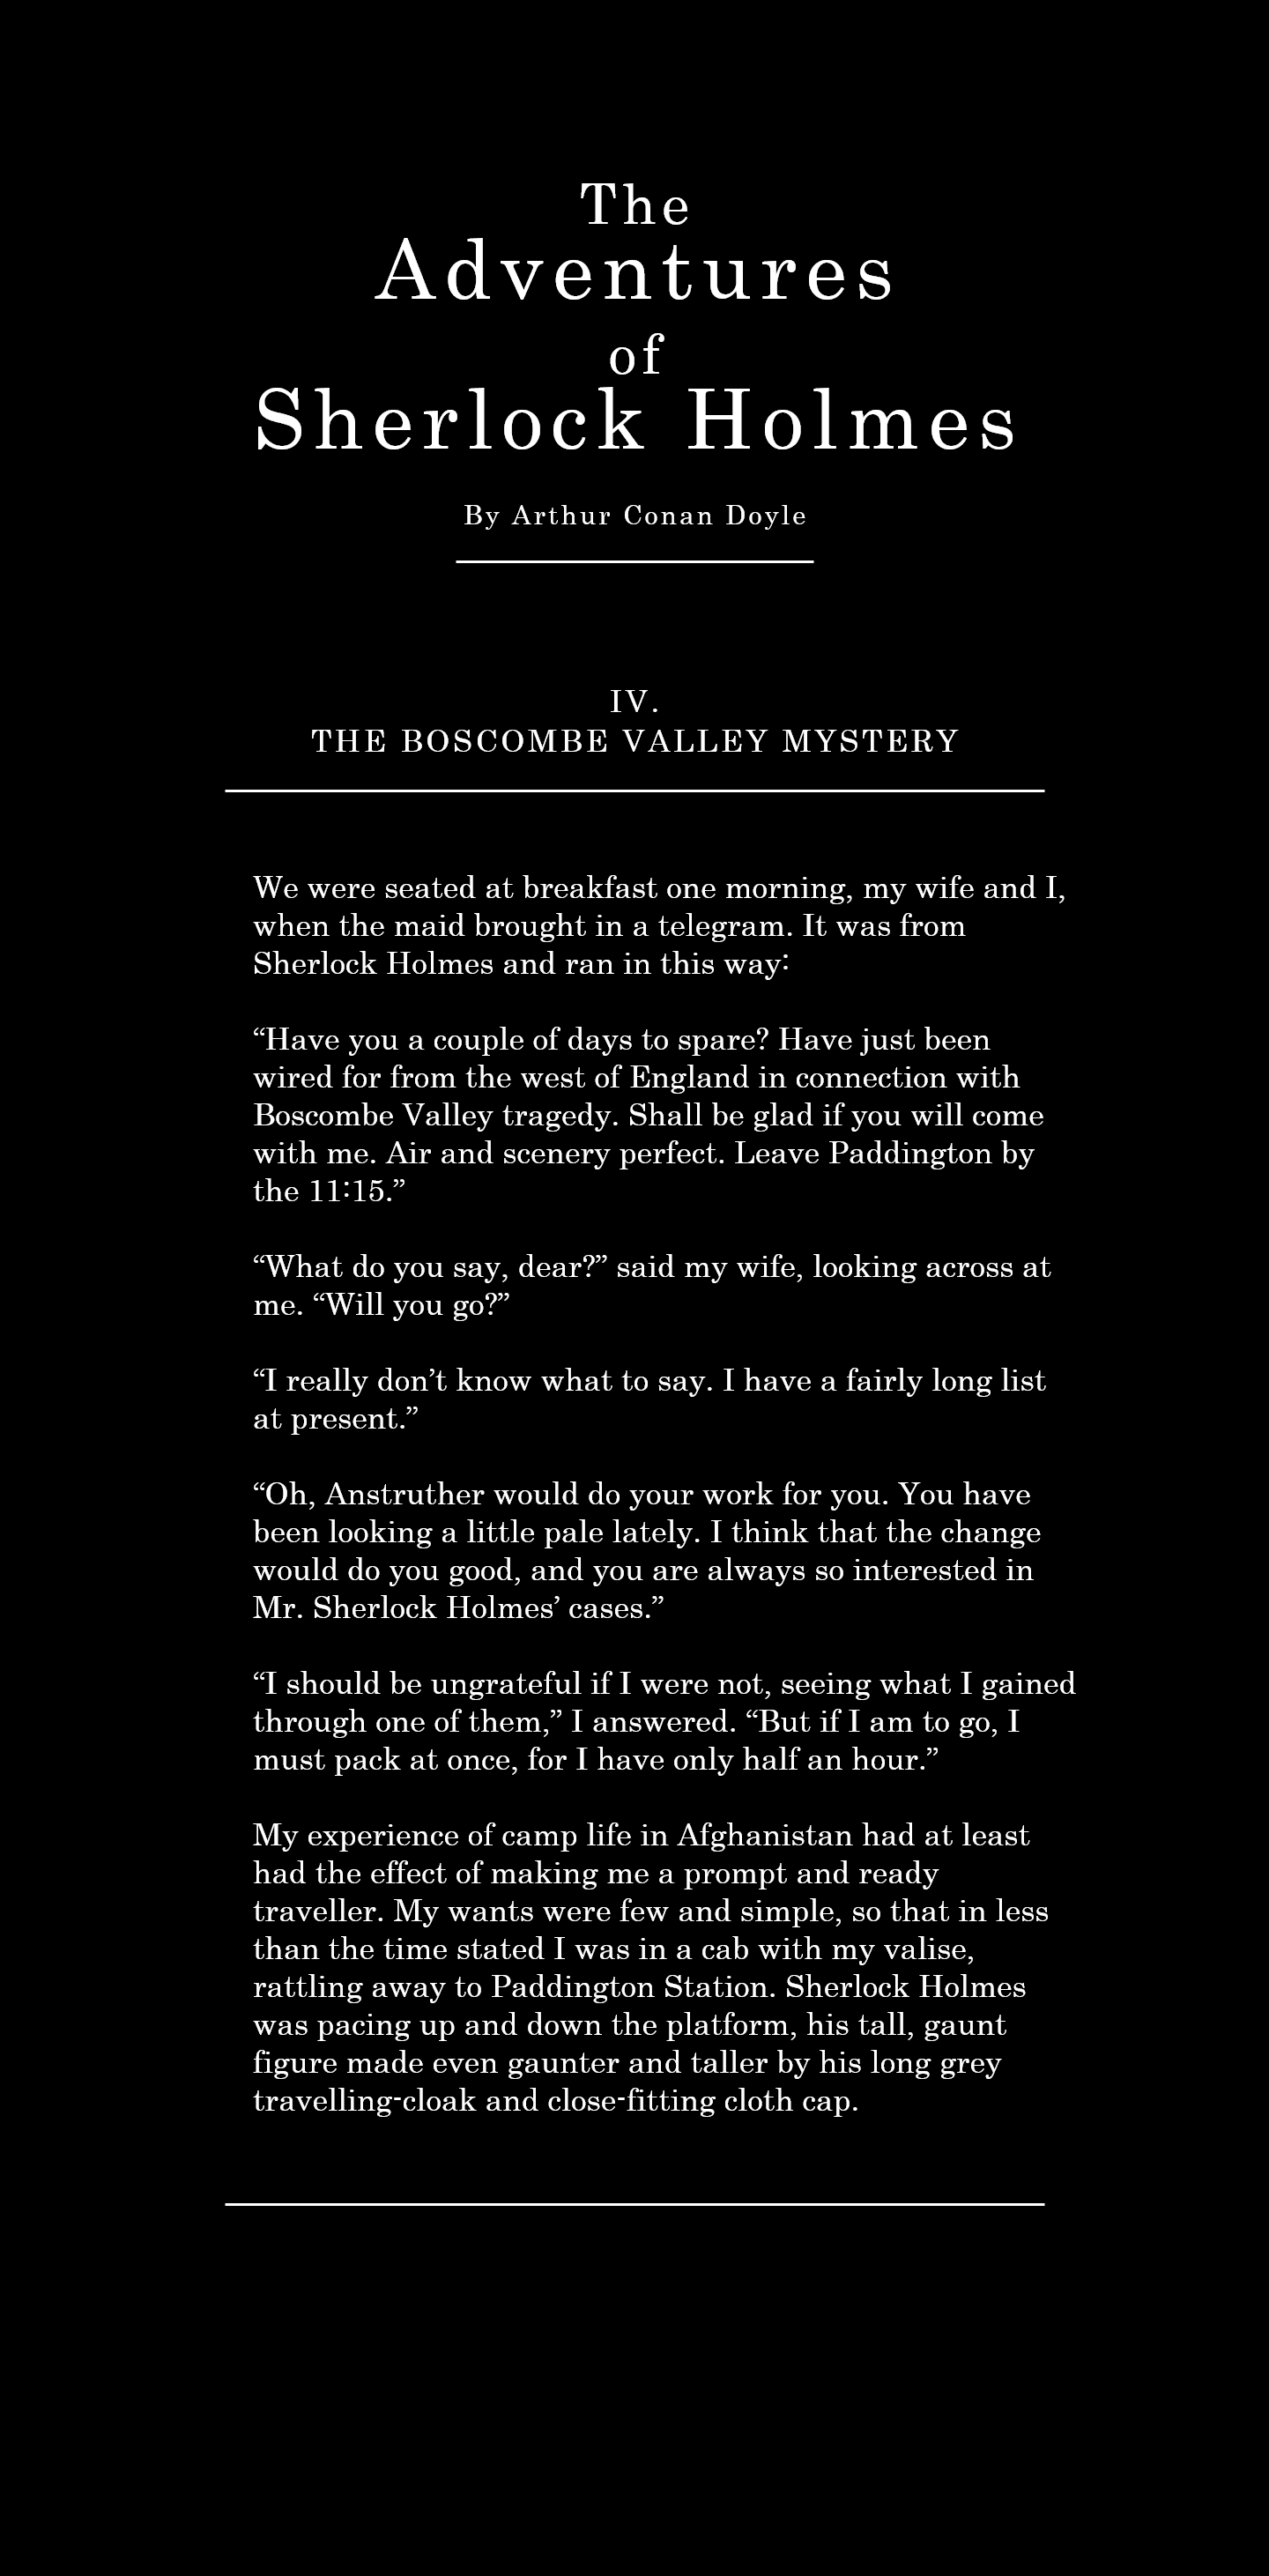 The
Adventures
of
Sherlock Holmes
By Arthur Conan Doyle
IV.
THE BOSCOMBE VALLEY MYSTERY
We were seated at breakfast one morning, my wife and I,
when the maid brought in a telegram. It was from
Sherlock Holmes and ran in this way:
“Have you a couple of days to spare? Have just been
wired for from the west of England in connection with
Boscombe Valley tragedy. Shall be glad if you will come
with me. Air and scenery perfect. Leave Paddington by
the 11:15.”
“What do you say, dear?” said my wife, looking across at
me. “Will you go?”
“I really don’t know what to say. I have a fairly long list
at present.”
“Oh, Anstruther would do your work for you. You have
been looking a little pale lately. I think that the change
would do you good, and you are always so interested in
Mr. Sherlock Holmes’ cases.”
“I should be ungrateful if I were not, seeing what I gained
through one of them,” I answered. “But if I am to go, I
must pack at once, for I have only half an hour.”
My experience of camp life in Afghanistan had at least
had the effect of making me a prompt and ready
traveller. My wants were few and simple, so that in less
than the time stated I was in a cab with my valise,
rattling away to Paddington Station. Sherlock Holmes
was pacing up and down the platform, his tall, gaunt
figure made even gaunter and taller by his long grey
travelling-cloak and close-fitting cloth cap.